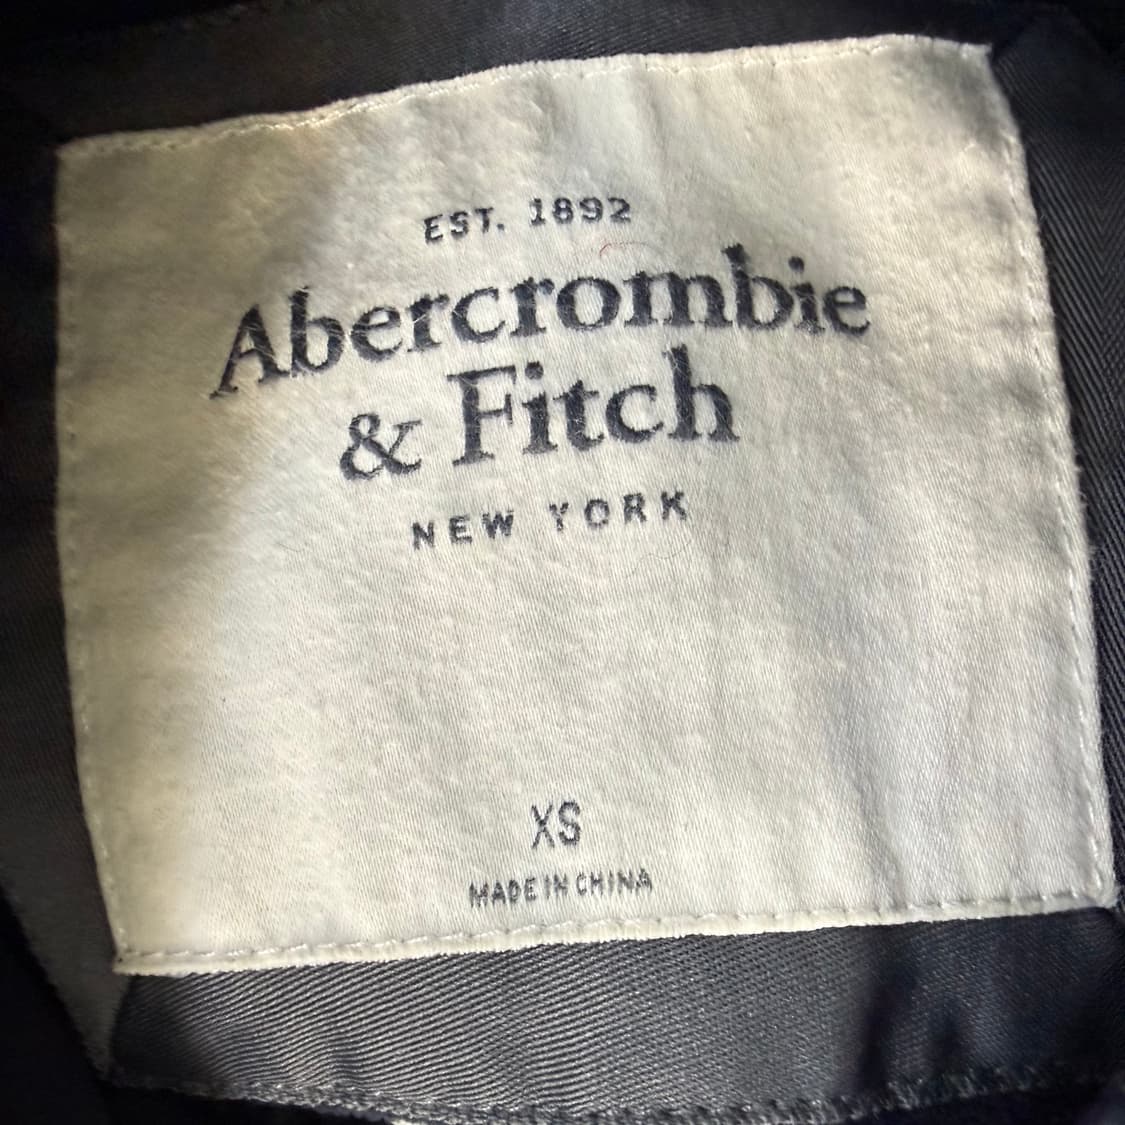 EST. 1892
Abercrombie
& Fitch
NEW YORK
XS
MADE IN CHINA